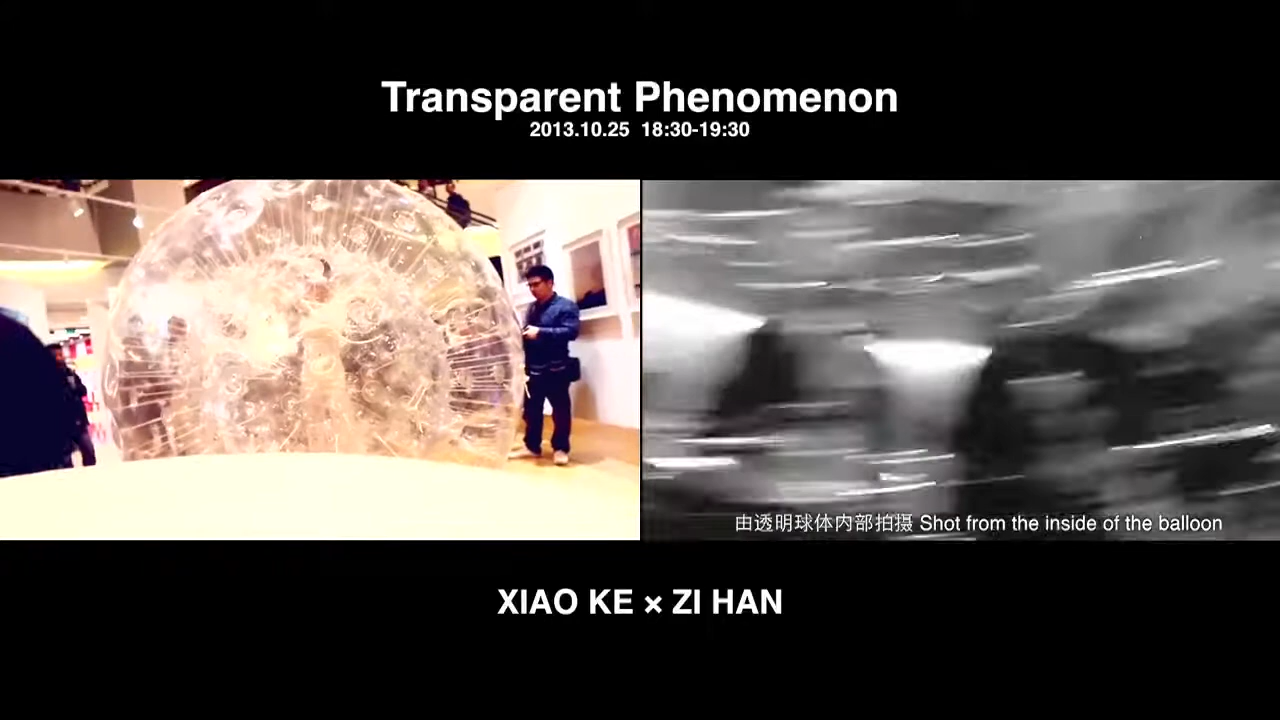 Transparent Phenomenon
2013.10.25 18:30-19:30
由透明球体内部拍摄 Shot from the inside of the balloon
XIAO KE × ZI HAN